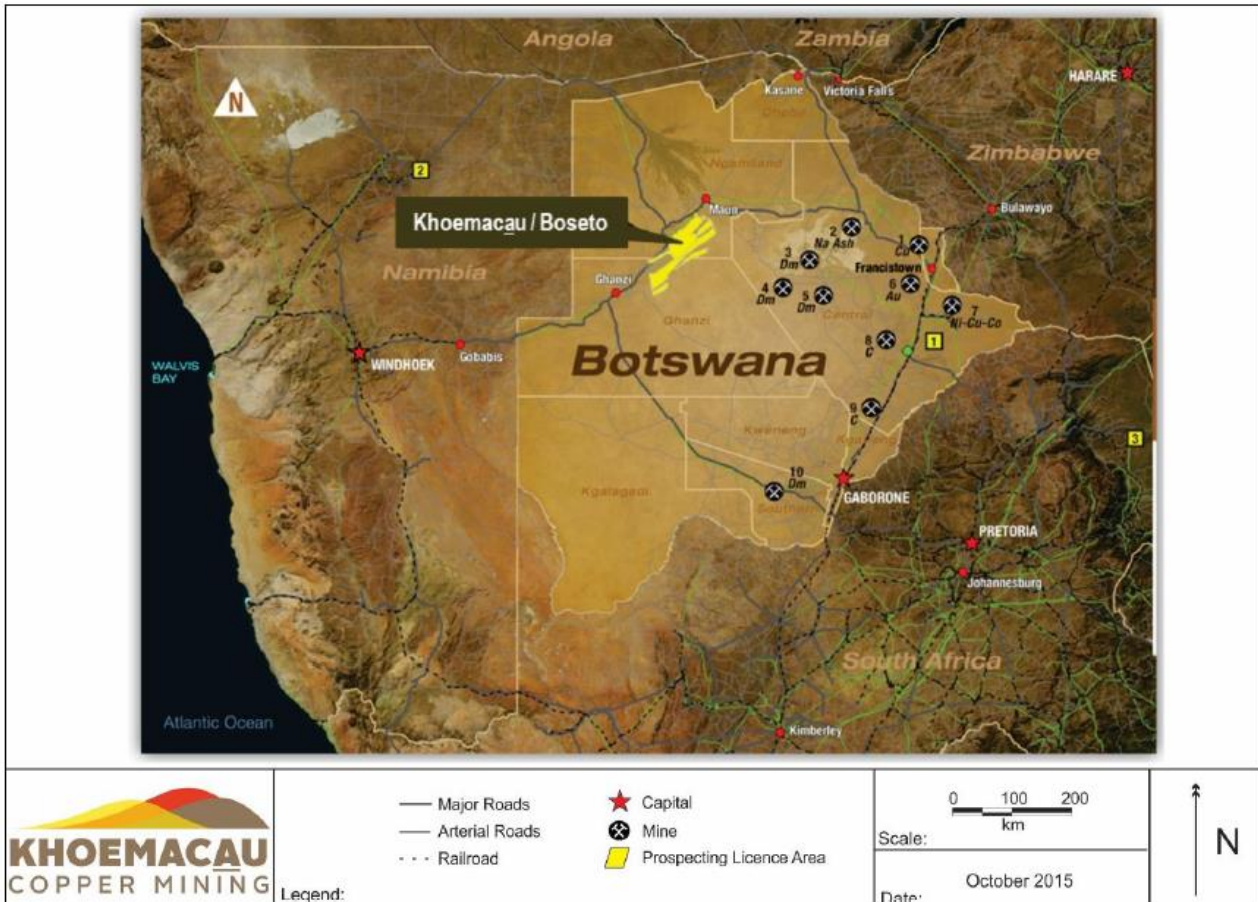 Angola
Zambia
HARARE
N
Kasane
Victoria Falls
Chobe
Zimbabwe
Ngamiland
2
Khoemacau / Boseto
Maun
Bulawayo
2
Na Ash
1
Cu
3
Dm
Francistown
Namibia
4
Dm
5
Dm
6
Au
Ghanzi
Central
7
Ni-Cu-Co
Ghanzi
8
C
1
WALVIS
BAY
WINDHOEK
Gobabis
Botswana
9
C
Kweneng
Kgatleng
3
10
Dm
Kgalagadi
Southern
GABORONE
PRETORIA
Johannesburg
South Africa
Atlantic Ocean
Kimberley
KHOEMACAU
COPPER MINING
Legend:
Major Roads
Arterial Roads
Railroad
Capital
Mine
Prospecting Licence Area
0 100 200
km
Scale:
October 2015
Date:
N